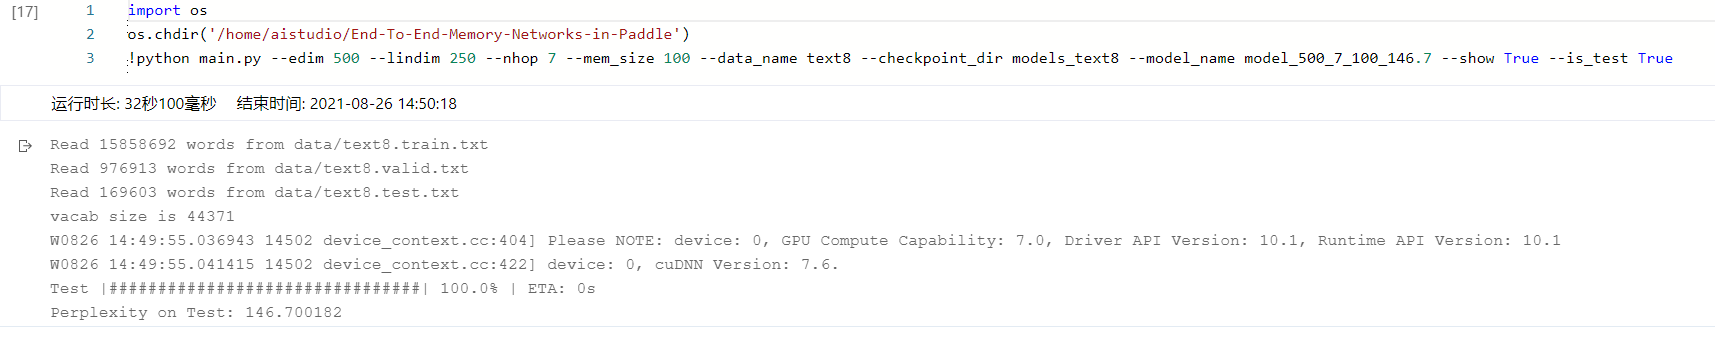 [17] 1 import os
2 os.chdir('/home/aistudio/End-To-End-Memory-Networks-in-Paddle')
3 !python main.py --edim 500 --lindim 250 --nhop 7 --mem_size 100 --data_name text8 --checkpoint_dir models_text8 --model_name model_500_7_100_146.7 --show True --is_test True
运行时长: 32秒100毫秒 结束时间: 2021-08-26 14:50:18
Read 15858692 words from data/text8.train.txt
Read 976913 words from data/text8.valid.txt
Read 169603 words from data/text8.test.txt
vacab size is 44371
W0826 14:49:55.036943 14502 device_context.cc:404] Please NOTE: device: 0, GPU Compute Capability: 7.0, Driver API Version: 10.1, Runtime API Version: 10.1
W0826 14:49:55.041415 14502 device_context.cc:422] device: 0, cuDNN Version: 7.6.
Test |################################| 100.0% | ETA: 0s
Perplexity on Test: 146.700182